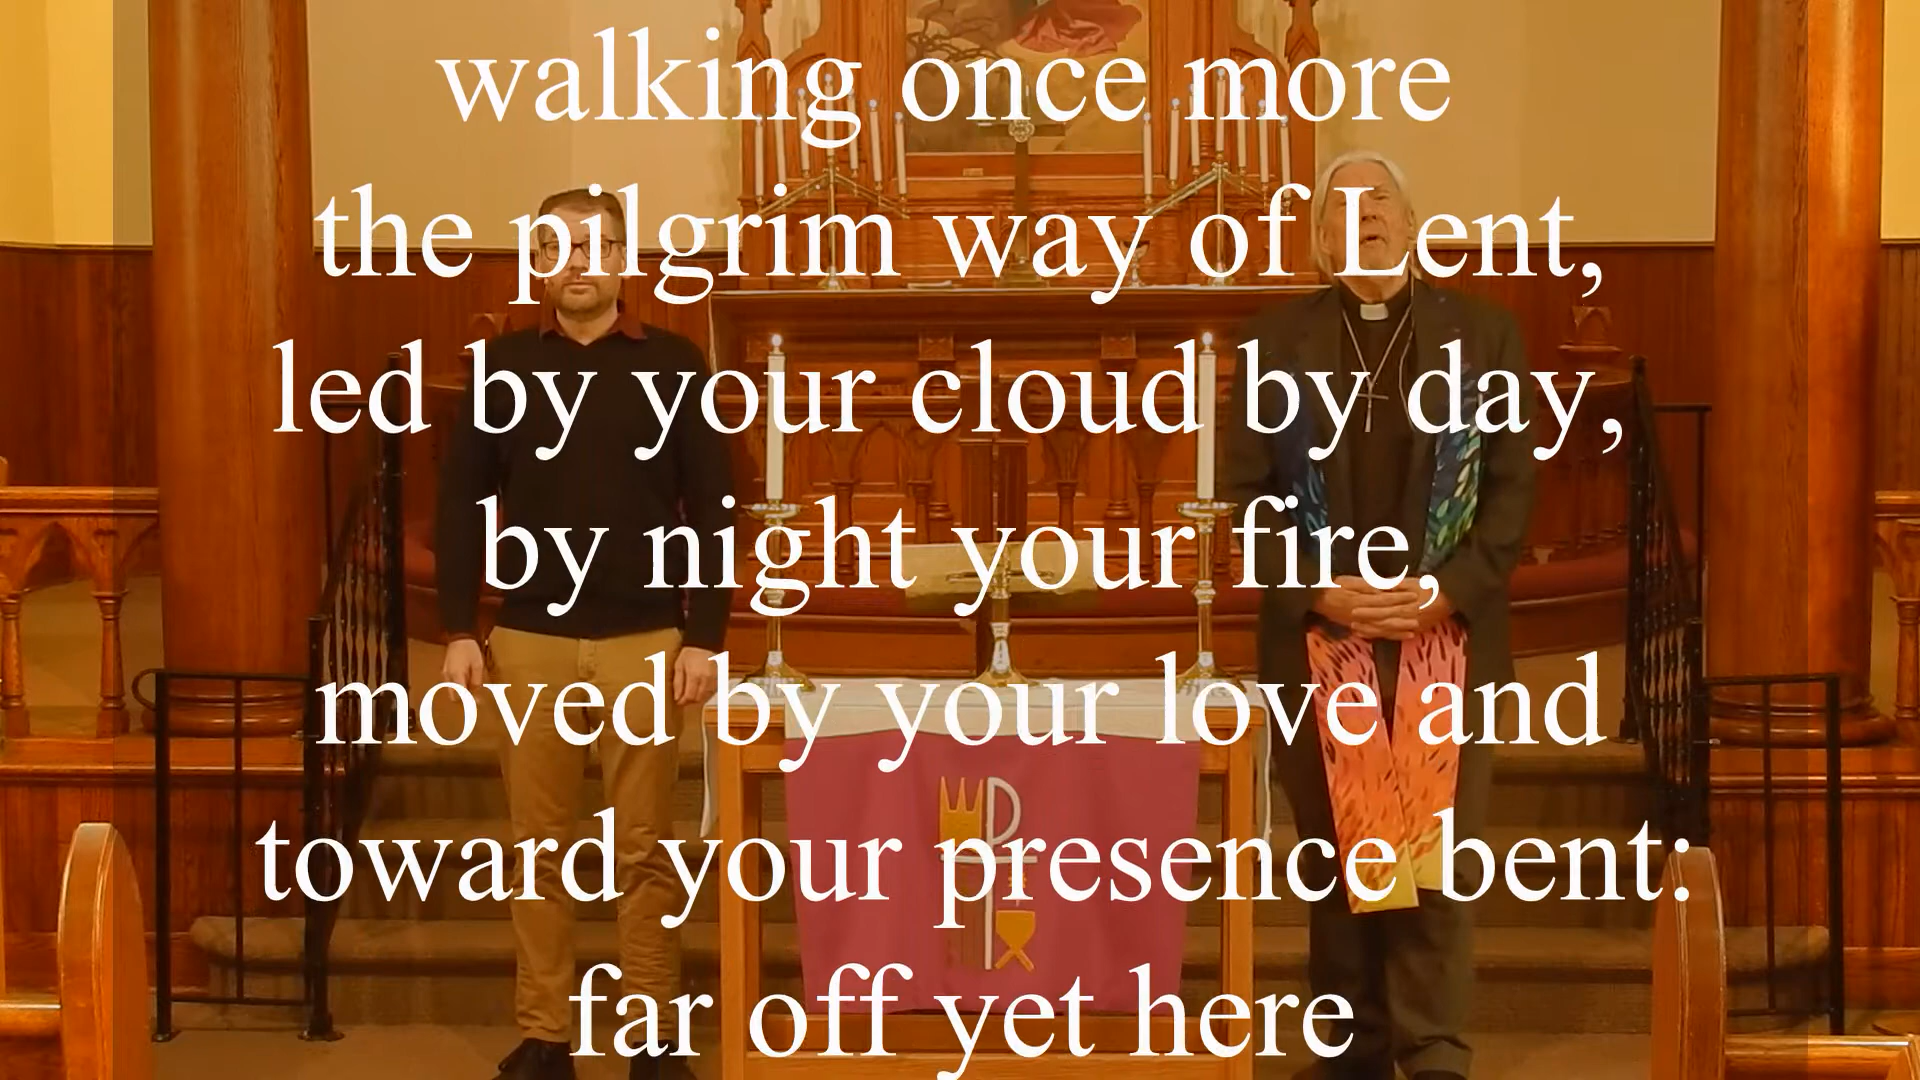 walking once more
the pilgrim way of Lent,
led by your cloud by day,
by night your fire,
moved by your love and
toward your presence bent:
far off yet here